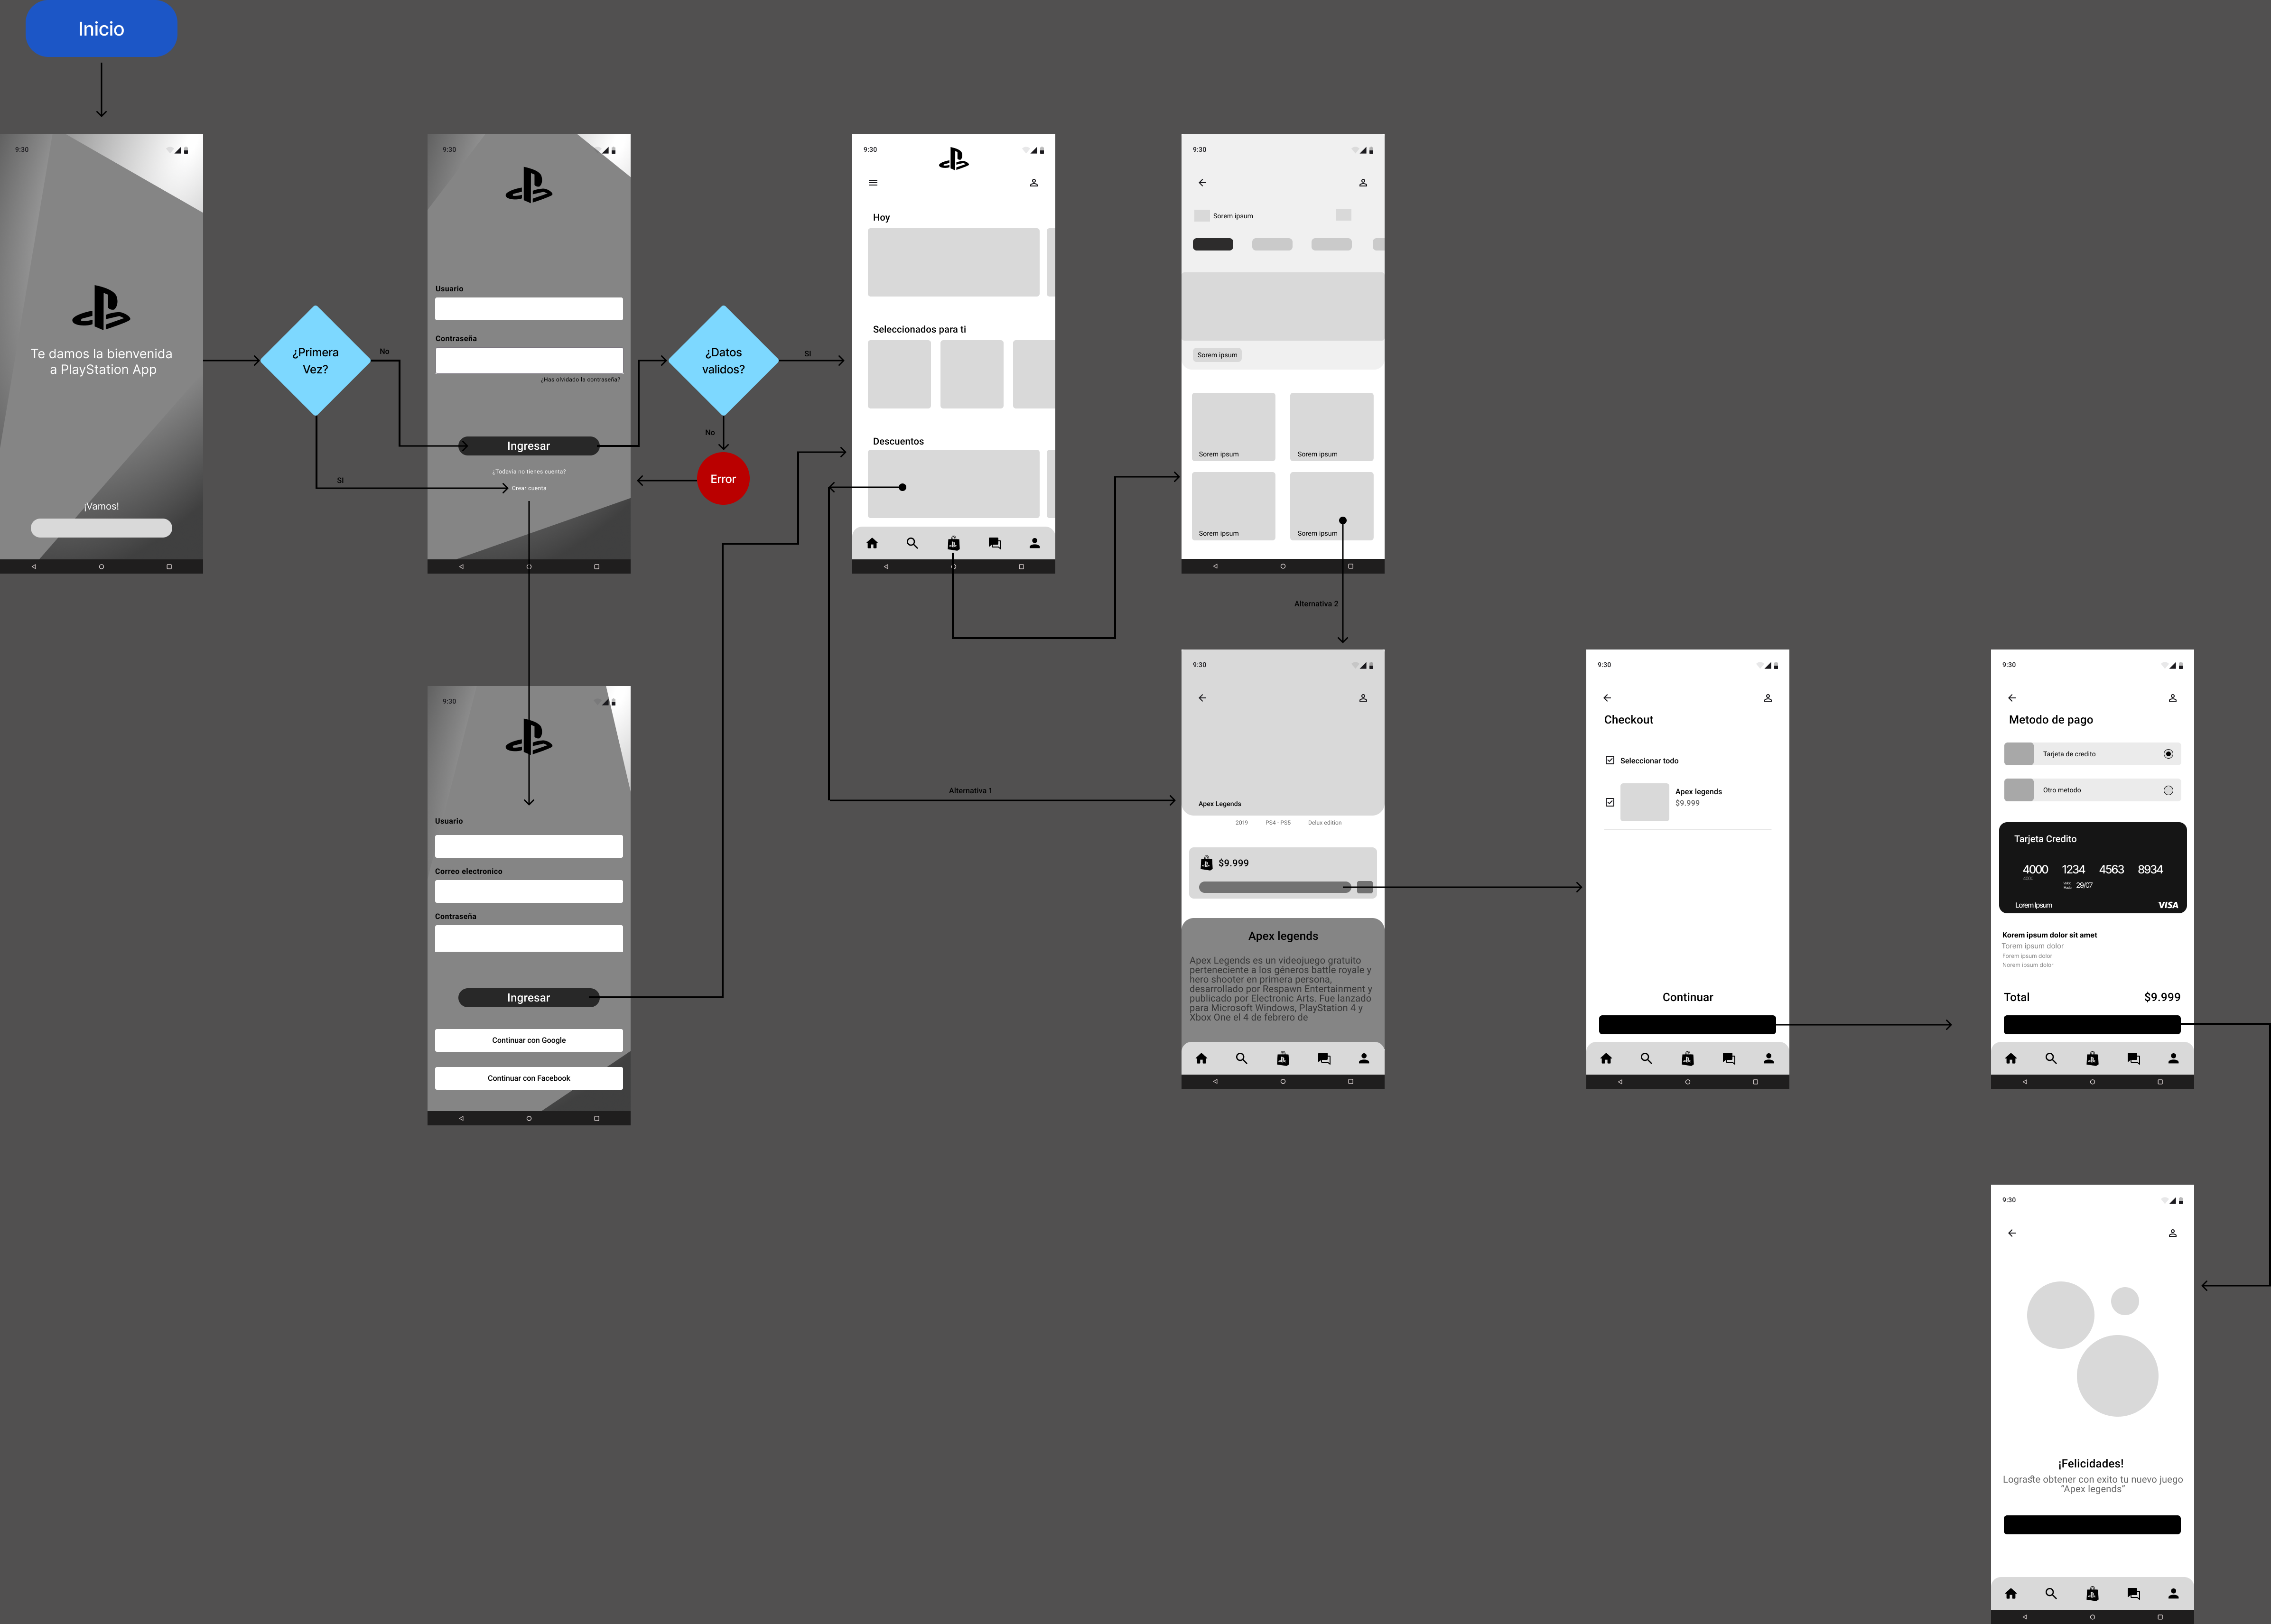 Inicio
9:30
Te damos la bienvenida
a PlayStation App
¡Vamos!
¿Primera
Vez?
No
SI
9:30
Usuario
Contraseña
¿Has olvidado la contraseña?
Ingresar
¿Todavía no tienes cuenta?
Crear cuenta
¿Datos
validos?
SI
No
Error
9:30
Hoy
Seleccionados para ti
Descuentos
9:30
Sorem ipsum
Sorem ipsum
Sorem ipsum
Sorem ipsum
Sorem ipsum
Sorem ipsum
Alternativa 2
9:30
Usuario
Correo electronico
Contraseña
Ingresar
Continuar con Google
Continuar con Facebook
Alternativa 1
9:30
Apex Legends
2019
PS4 - PS5
Delux edition
$9.999
Apex legends
Apex Legends es un videojuego gratuito
perteneciente a los géneros battle royale y
hero shooter en primera persona,
desarrollado por Respawn Entertainment y
publicado por Electronic Arts. Fue lanzado
para Microsoft Windows, PlayStation 4 y
Xbox One el 4 de febrero de
9:30
Checkout
Seleccionar todo
Apex legends
$9.999
Continuar
9:30
Metodo de pago
Tarjeta de credito
Otro metodo
Tarjeta Credito
4000 1234 4563 8934
4000
29/07
Lorem Ipsum
VISA
Korem ipsum dolor sit amet
Torem ipsum dolor
Forem ipsum dolor
Norem ipsum dolor
Total $9.999
9:30
¡Felicidades!
Lograste obtener con exito tu nuevo juego
"Apex legends"